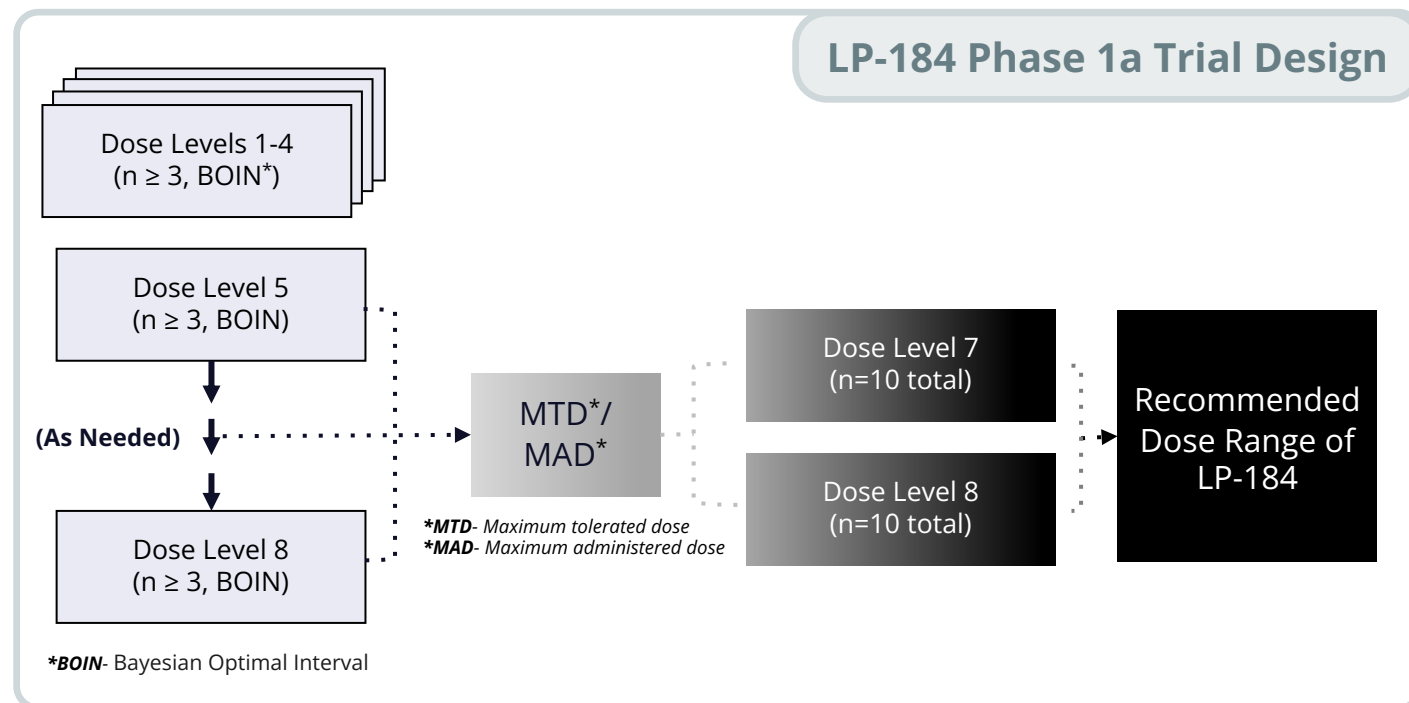 LP-184 Phase 1a Trial Design
Dose Levels 1-4
(n ≥ 3, BOIN*)
Dose Level 5
(n ≥ 3, BOIN)
(As Needed)
Dose Level 8
(n ≥ 3, BOIN)
*BOIN- Bayesian Optimal Interval
MTD*/
MAD*
*MTD- Maximum tolerated dose
*MAD- Maximum administered dose
Dose Level 7
(n=10 total)
Dose Level 8
(n=10 total)
Recommended
Dose Range of
LP-184